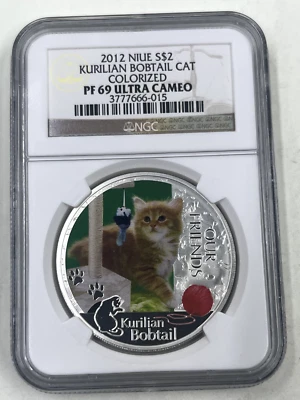 2012 NIUE S$2
KURILIAN BOBTAIL CAT
COLORIZED
PF 69 ULTRA CAMEO
3777666-015
NGC
OUR
FRIENDS
Kurilian
Bobtail